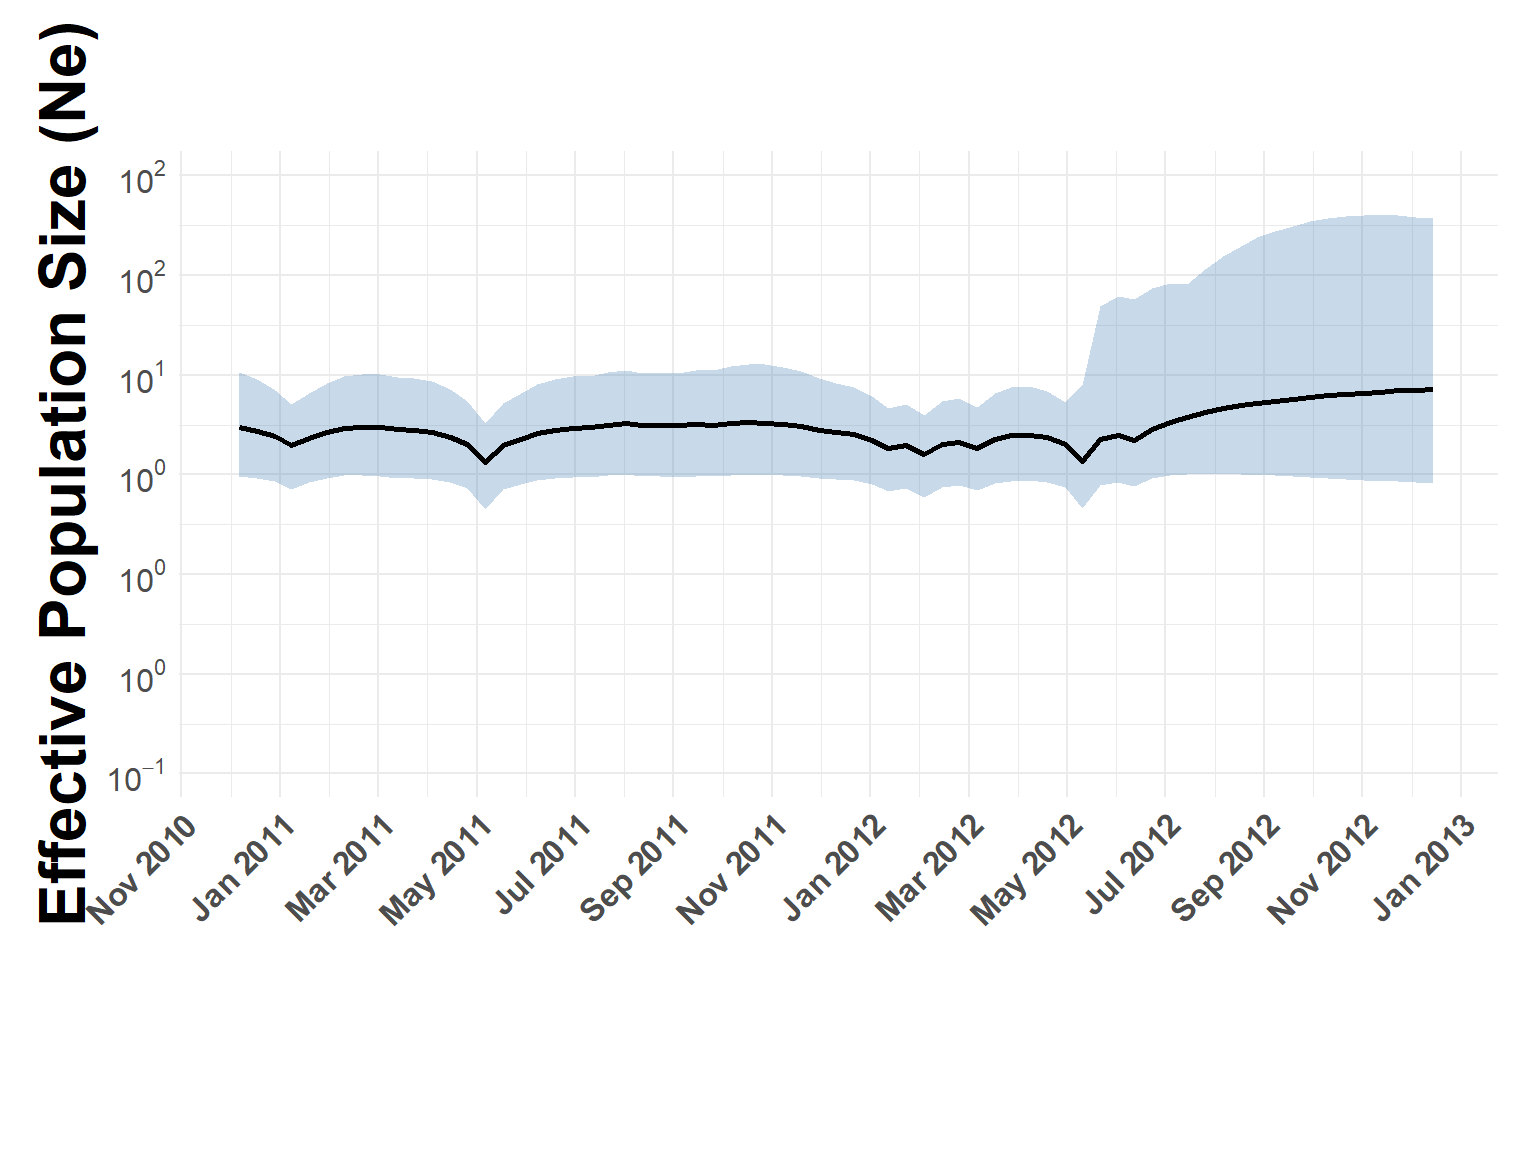 Effective Population Size (Ne)
10²
10²
10¹
10⁰
10⁰
10⁰
10⁻¹
Nov 2010
Jan 2011
Mar 2011
May 2011
Jul 2011
Sep 2011
Nov 2011
Jan 2012
Mar 2012
May 2012
Jul 2012
Sep 2012
Nov 2012
Jan 2013